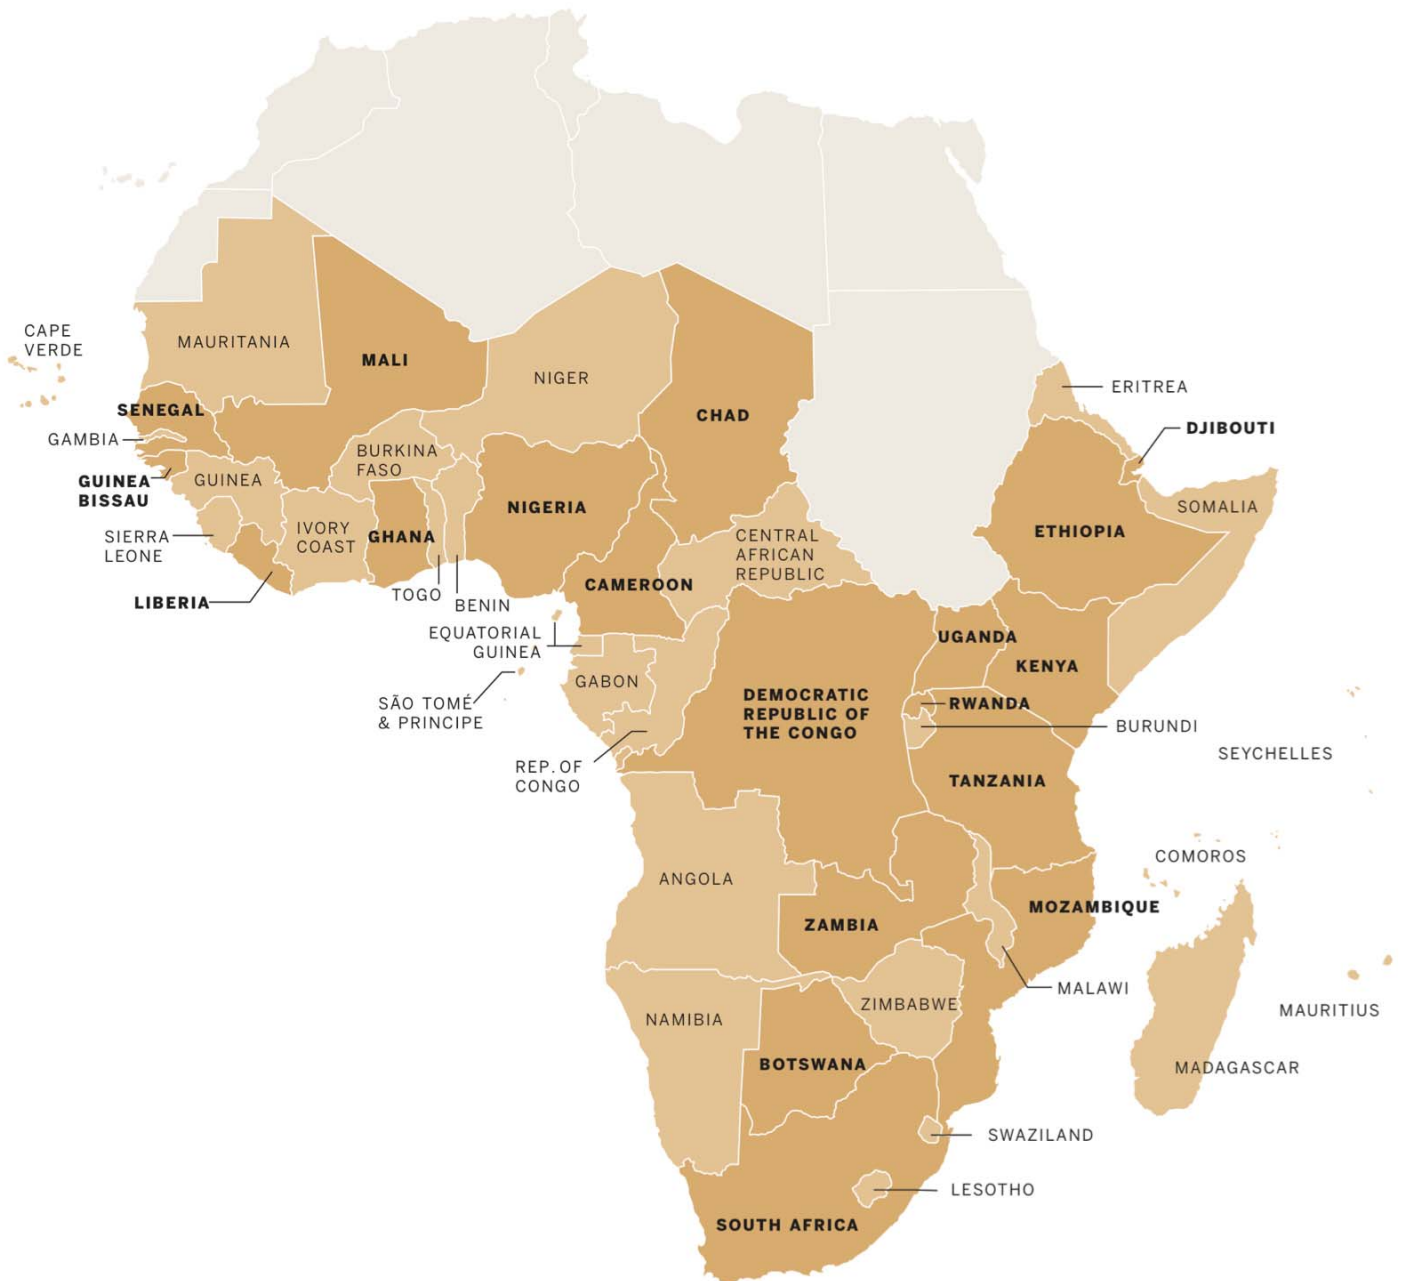 CAPE
VERDE
MAURITANIA
MALI
NIGER
CHAD
ERITREA
SENEGAL
DJIBOUTI
GAMBIA
BURKINA
FASO
GUINEA
BISSAU
GUINEA
NIGERIA
SOMALIA
SIERRA
LEONE
IVORY
COAST
GHANA
CENTRAL
AFRICAN
REPUBLIC
ETHIOPIA
LIBERIA
TOGO
BENIN
CAMEROON
EQUATORIAL
GUINEA
UGANDA
KENYA
GABON
SÃO TOMÉ
& PRINCIPE
DEMOCRATIC
REPUBLIC OF
THE CONGO
RWANDA
BURUNDI
SEYCHELLES
REP. OF
CONGO
TANZANIA
COMOROS
ANGOLA
ZAMBIA
MOZAMBIQUE
MALAWI
ZIMBABWE
NAMIBIA
MAURITIUS
BOTSWANA
MADAGASCAR
SWAZILAND
LESOTHO
SOUTH AFRICA